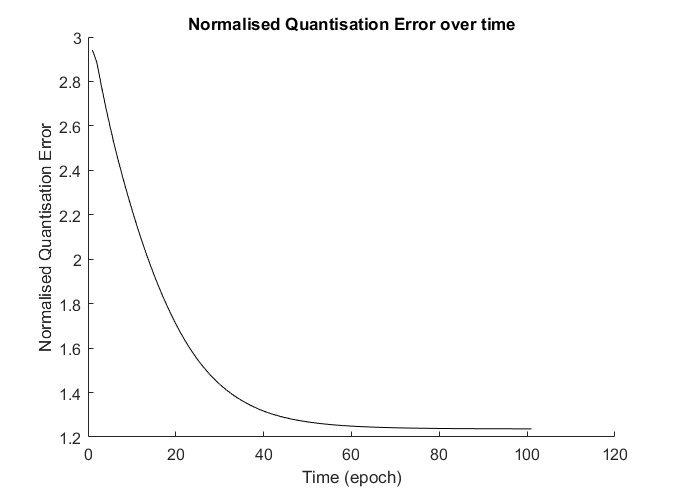 Normalised Quantisation Error over time
Normalised Quantisation Error
3
2.8
2.6
2.4
2.2
2
1.8
1.6
1.4
1.2
0 20 40 60 80 100 120
Time (epoch)